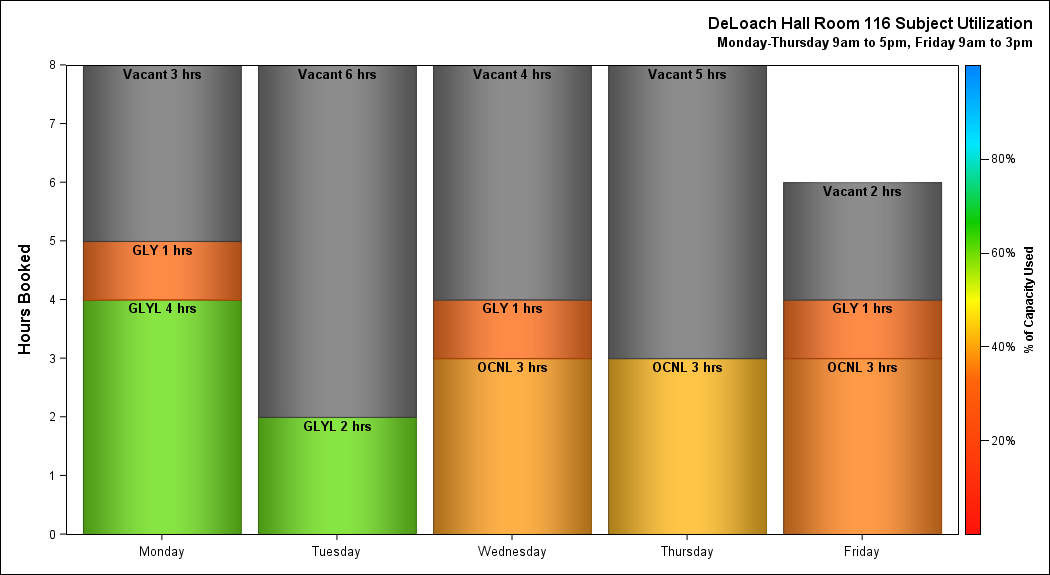 DeLoach Hall Room 116 Subject Utilization
Monday-Thursday 9am to 5pm, Friday 9am to 3pm
Hours Booked
8
7
6
5
4
3
2
1
0
Vacant 3 hrs
GLY 1 hrs
GLYL 4 hrs
Vacant 6 hrs
GLYL 2 hrs
Vacant 4 hrs
GLY 1 hrs
OCNL 3 hrs
Vacant 5 hrs
OCNL 3 hrs
Vacant 2 hrs
GLY 1 hrs
OCNL 3 hrs
Monday
Tuesday
Wednesday
Thursday
Friday
80%
60%
40%
20%
% of Capacity Used